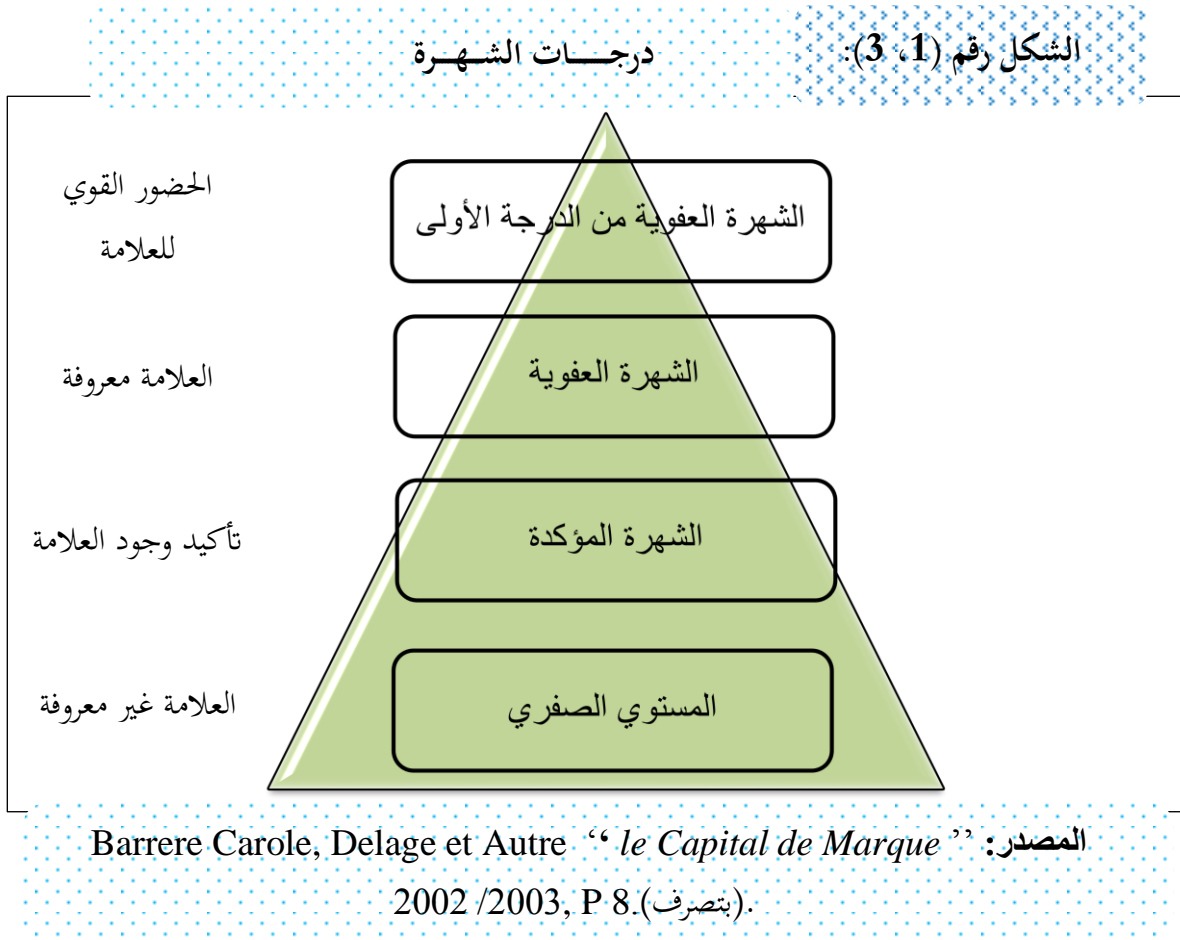 الشكل رقم (1، 3):
درجـــــات الشـــهـــرة
الحضور القوي
للعلامة
الشهرة العفوية من الدرجة الأولى
العلامة معروفة
الشهرة العفوية
تأكيد وجود العلامة
الشهرة المؤكدة
العلامة غير معروفة
المستوي الصفري
المصدر: Barrere Carole, Delage et Autre ‘‘ le Capital de Marque ’’
2002 /2003, P 8.(بتصرف).